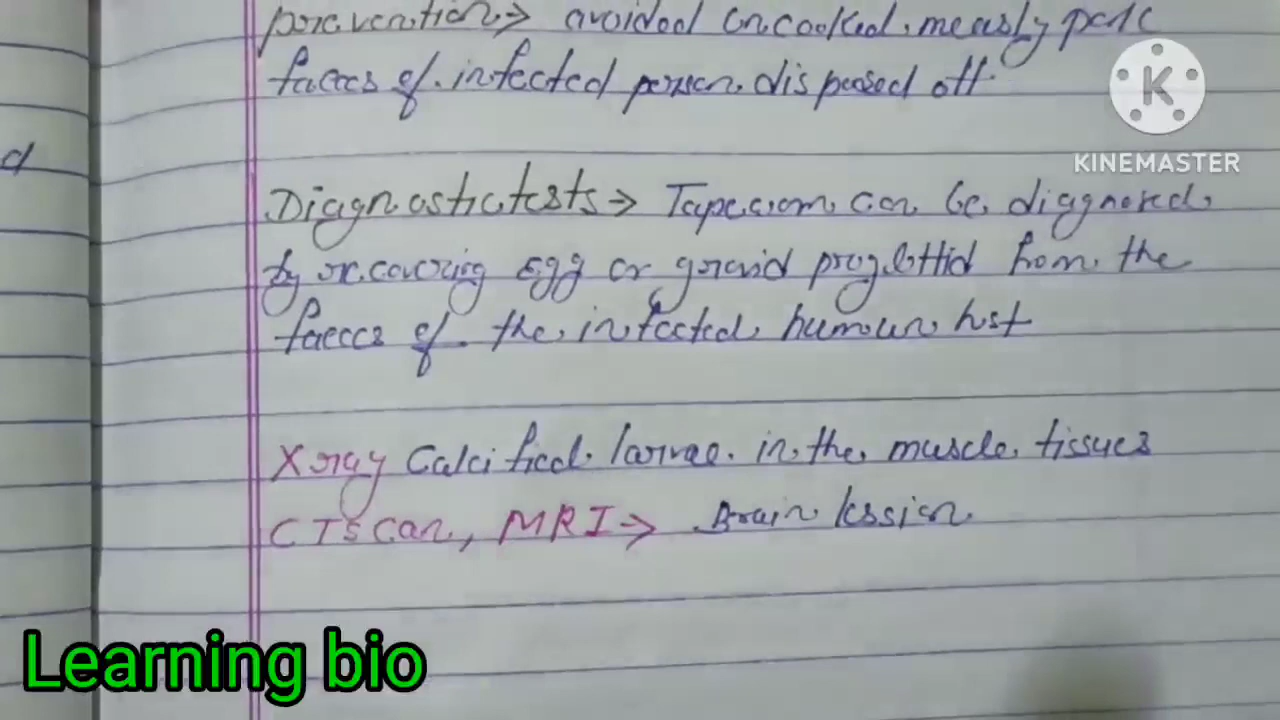 prevention → avoided uncooked measly pork
faeces of infected person disposed off
d
Diagnostic tests → Tapeworm can be diagnosed
by recovering egg or gravid proglottid from the
faeces of the infected human host
X ray Calcified larvae in the muscle tissues
CT Scan, MRI → Brain lession
K
KINEMASTER
Learning bio